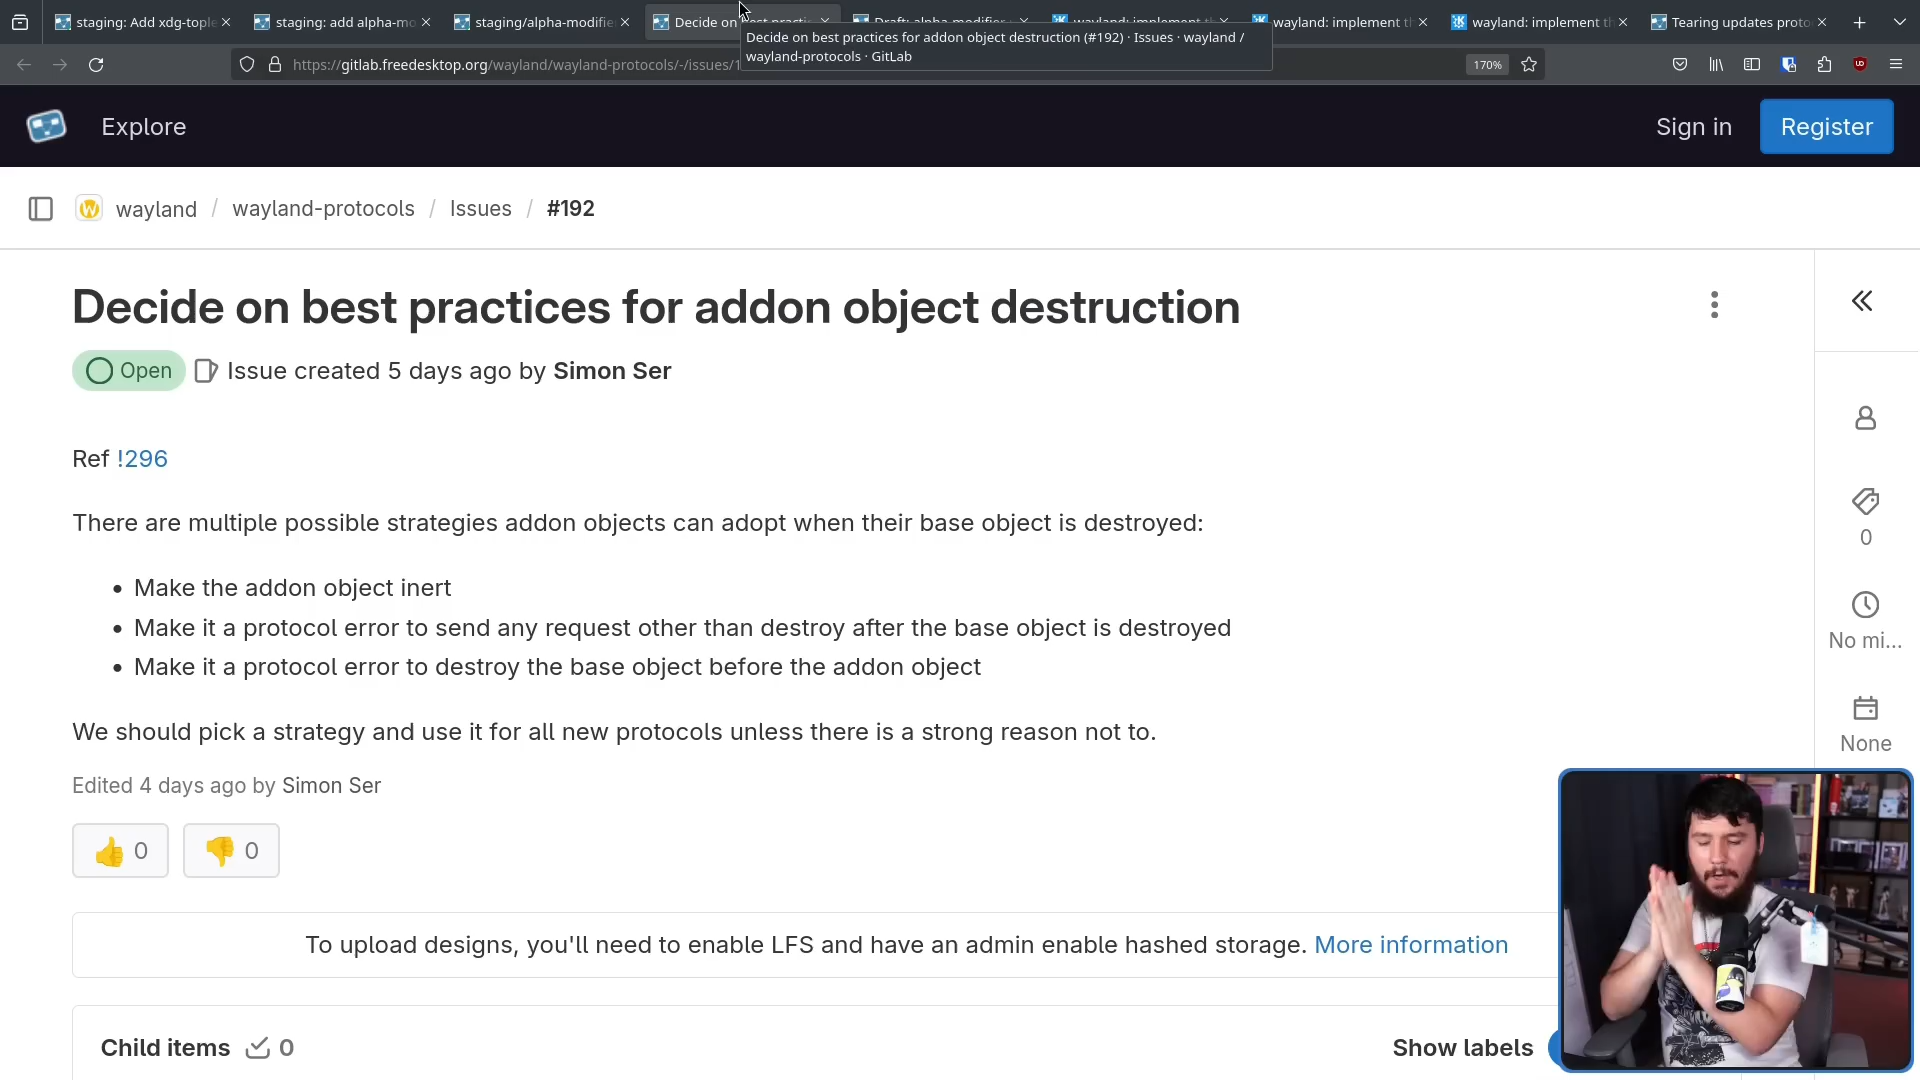 staging: Add xdg-tople
staging: add alpha-mo
staging/alpha-modifie
Decide on best practi
wayland: implement th
wayland: implement t
wayland: implement t
Tearing updates proto
Decide on best practices for addon object destruction (#192) · Issues · wayland /
wayland-protocols · GitLab
https://gitlab.freedesktop.org/wayland/wayland-protocols/-/issues/1
170%
Explore
Sign in
Register
wayland / wayland-protocols / Issues / #192
Decide on best practices for addon object destruction
Open Issue created 5 days ago by Simon Ser
Ref !296
There are multiple possible strategies addon objects can adopt when their base object is destroyed:
• Make the addon object inert
• Make it a protocol error to send any request other than destroy after the base object is destroyed
• Make it a protocol error to destroy the base object before the addon object
We should pick a strategy and use it for all new protocols unless there is a strong reason not to.
Edited 4 days ago by Simon Ser
👍 0
👎 0
To upload designs, you'll need to enable LFS and have an admin enable hashed storage. More information
Child items 0
Show labels
0
No mi...
None